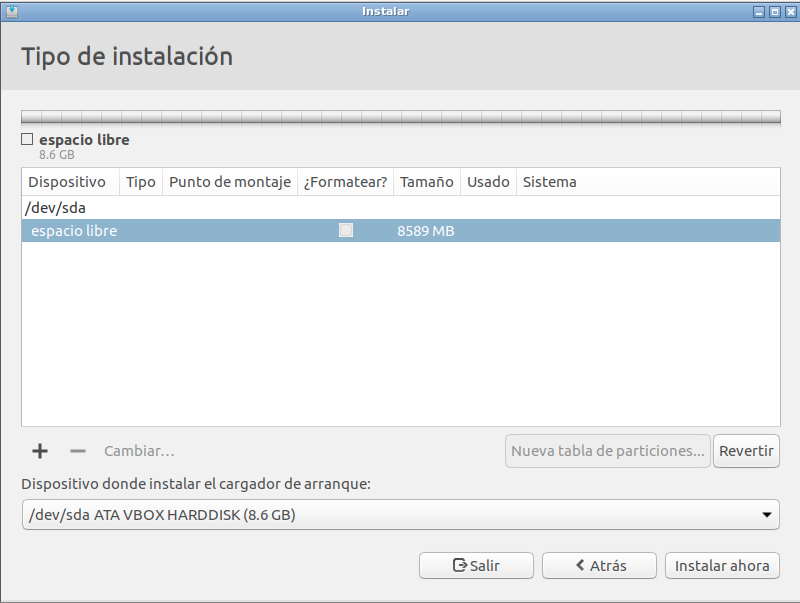 Instalar
Tipo de instalación
espacio libre
8.6 GB
Dispositivo Tipo Punto de montaje ¿Formatear? Tamaño Usado Sistema
/dev/sda
espacio libre 8589 MB
+ − Cambiar... Nueva tabla de particiones... Revertir
Dispositivo donde instalar el cargador de arranque:
/dev/sda ATA VBOX HARDDISK (8.6 GB)
Salir Atrás Instalar ahora